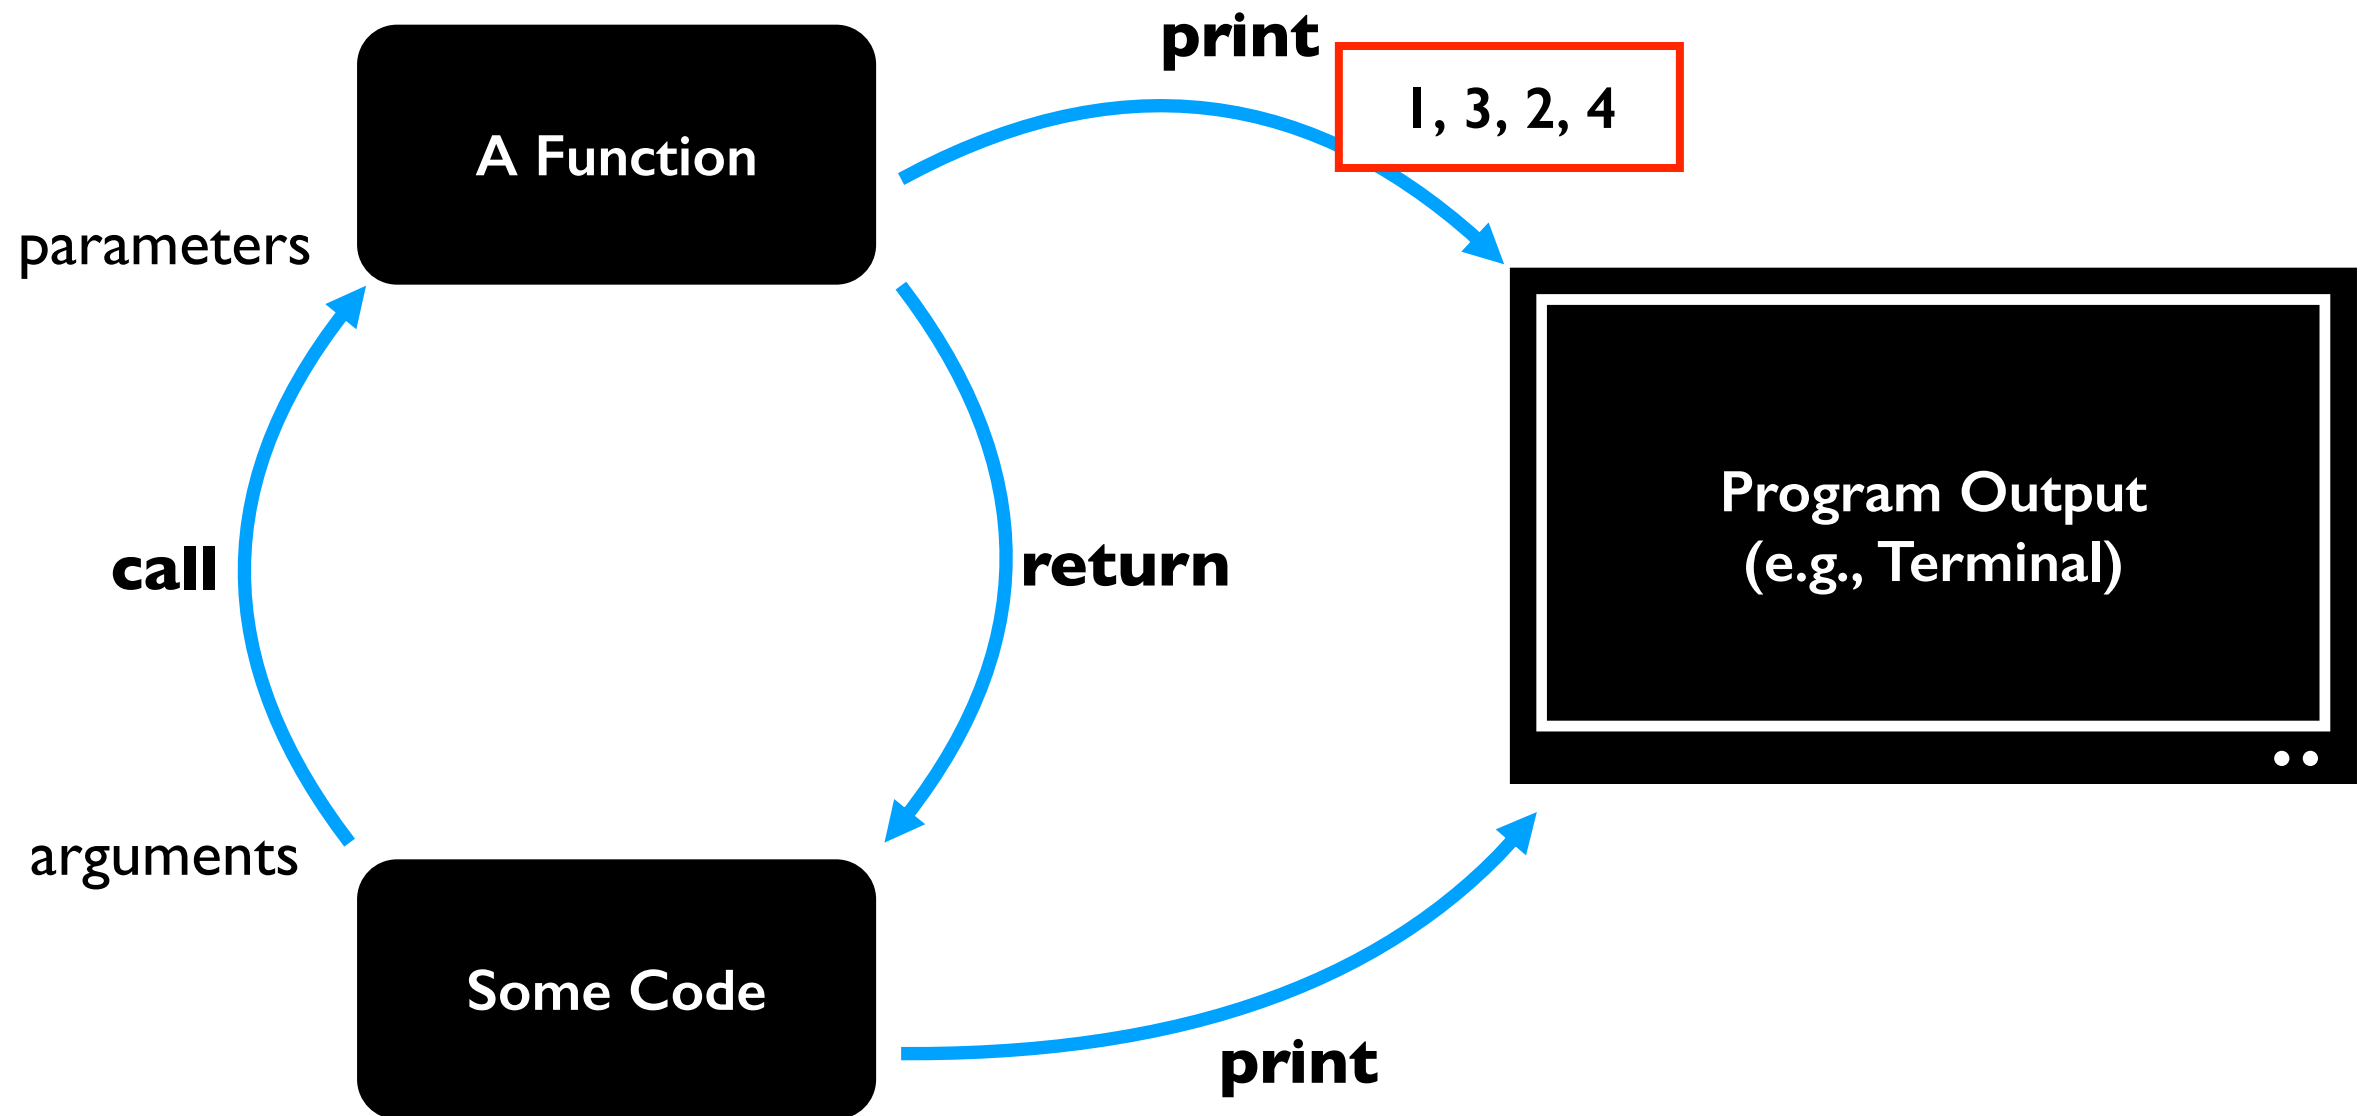 print
1, 3, 2, 4
A Function
parameters
Program Output
(e.g., Terminal)
call
return
arguments
Some Code
print